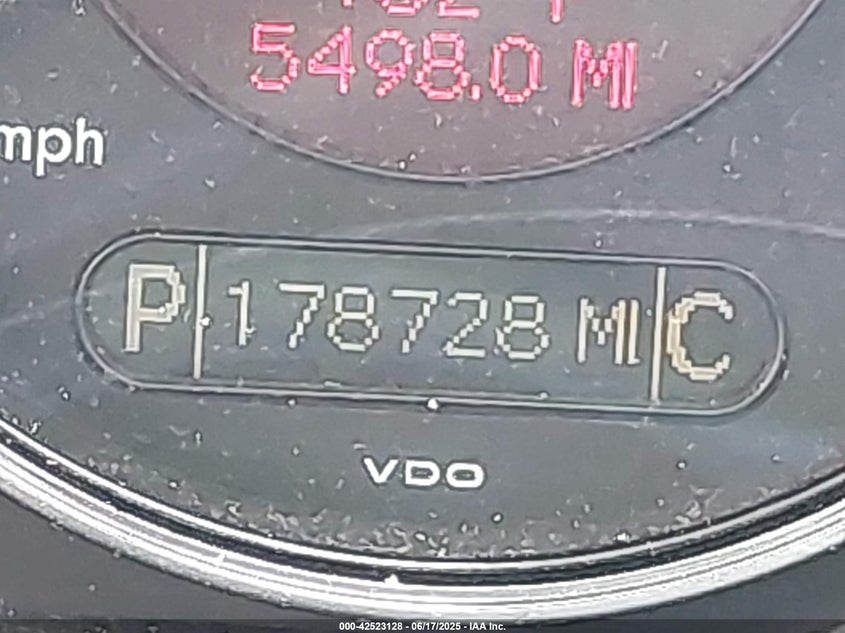 5498.0 MI
mph
P 178728 MI C
VDO
000-42523128 - 06/17/2025 - IAA Inc.